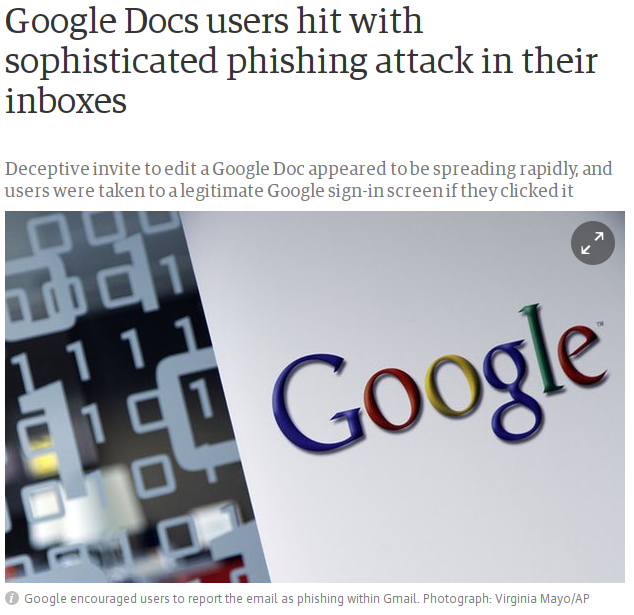 Google Docs users hit with
sophisticated phishing attack in their
inboxes
Deceptive invite to edit a Google Doc appeared to be spreading rapidly, and
users were taken to a legitimate Google sign-in screen if they clicked it
Google™
Google encouraged users to report the email as phishing within Gmail. Photograph: Virginia Mayo/AP